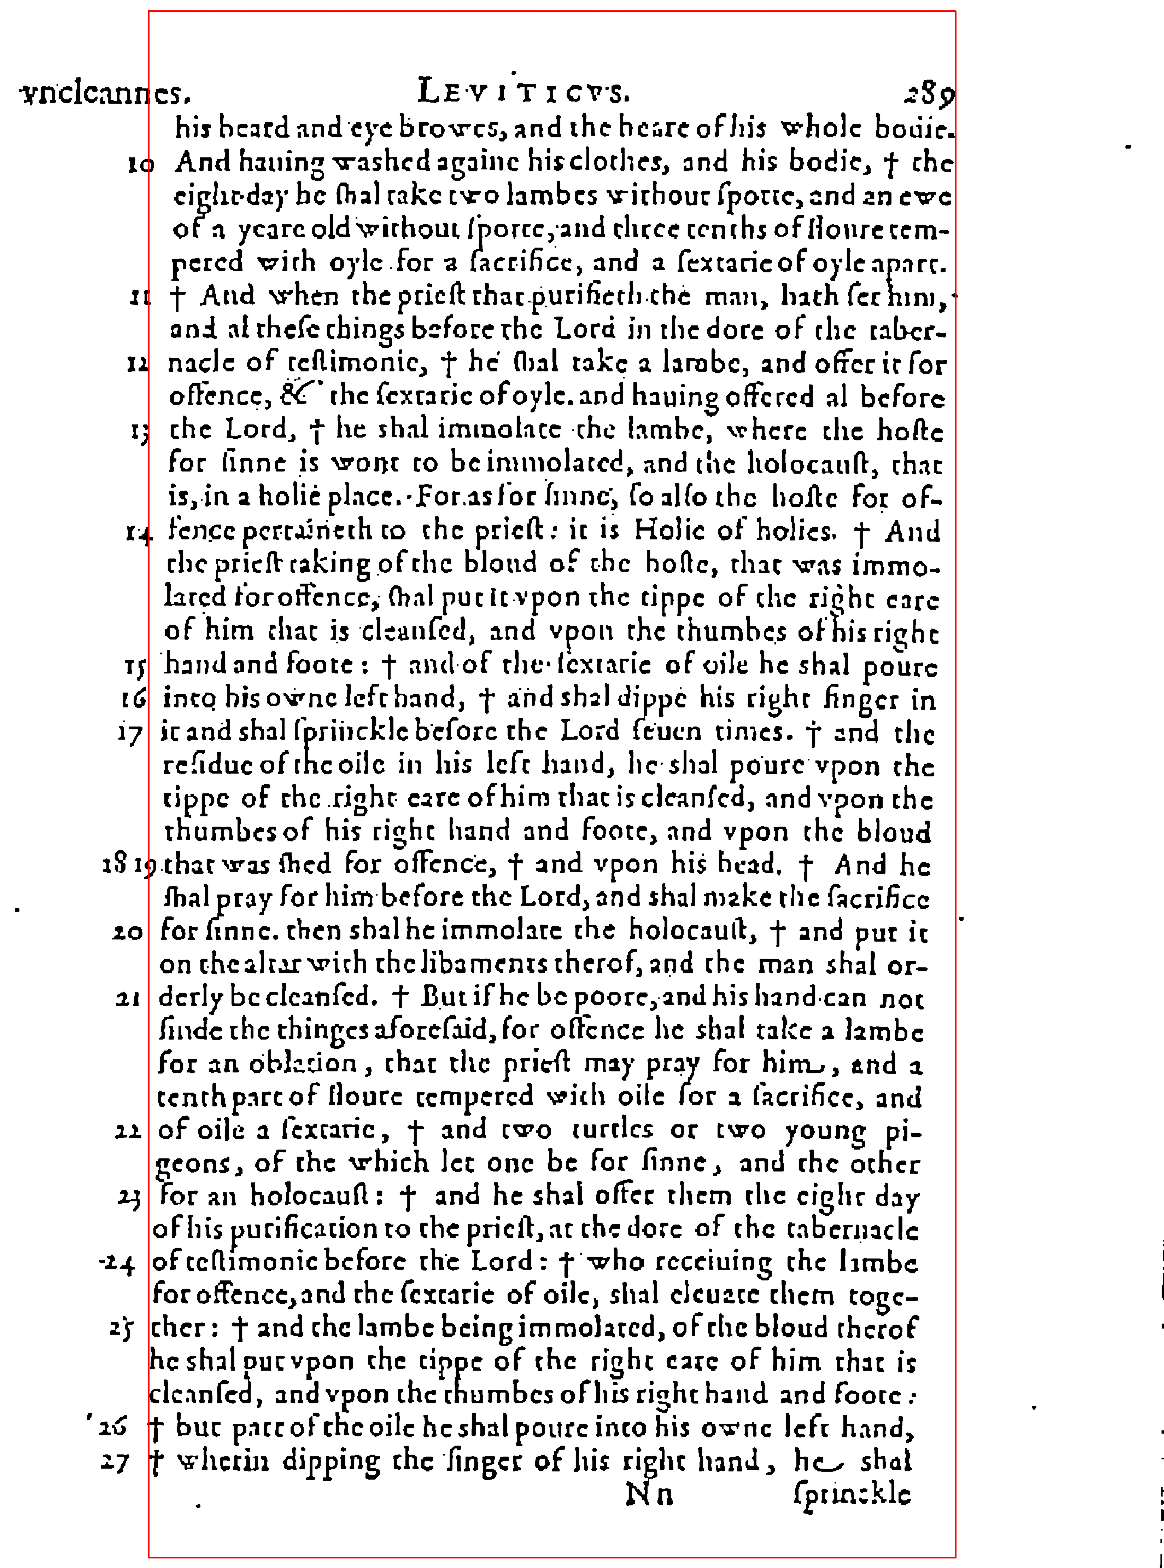 vncleannes. LEVITICVS. 289
his beard and eye browes, and the heare of his whole bodie.
10 And hauing washed againe his clothes, and his bodie, † the
eight day he ſhal take two lambes without ſpotte, and an ewe
of a yeare old without ſpotte, and three tenths of floure tem-
pered with oyle for a ſacrifice, and a ſextarie of oyle apart.
11 † And when the prieſt that purifieth the man, hath ſet him,
and al theſe things before the Lord in the dore of the taber-
12 nacle of teſtimonie, † he ſhal take a lambe, and offer it for
offence, & the ſextarie of oyle. and hauing offered al before
13 the Lord, † he shal immolate the lambe, where the hoſte
for ſinne is wont to be immolated, and the holocauſt, that
is, in a holie place. For as for ſinne, ſo alſo the hoſte for of-
14 fence pertaineth to the prieſt: it is Holie of holies. † And
the prieſt taking of the bloud of the hoſte, that was immo-
lated for offence, ſhal put it vpon the tippe of the right eare
of him that is cleanſed, and vpon the thumbes of his right
15 hand and foote: † and of the ſextarie of oile he shal poure
16 into his owne left hand, † and shal dippe his right finger in
17 it and shal ſprinckle before the Lord ſeuen times. † and the
reſidue of the oile in his left hand, he shal poure vpon the
tippe of the right eare of him that is cleanſed, and vpon the
thumbes of his right hand and foote, and vpon the bloud
18 19 that was ſhed for offence, † and vpon his head. † And he
ſhal pray for him before the Lord, and shal make the ſacrifice
20 for ſinne. then shal he immolate the holocauſt, † and put it
on the altar with the libaments therof, and the man shal or-
21 derly be cleanſed. † But if he be poore, and his hand can not
finde the thinges aforeſaid, for offence he shal take a lambe
for an oblation, that the prieſt may pray for him, and a
tenth part of floure tempered with oile for a ſacrifice, and
22 of oile a ſextarie, † and two turtles or two young pi-
geons, of the which let one be for ſinne, and the other
23 for an holocauſt: † and he shal offer them the eight day
of his purification to the prieſt, at the dore of the tabernacle
24 of teſtimonie before the Lord: † who receiuing the lambe
for offence, and the ſextarie of oile, shal eleuate them toge-
25 ther: † and the lambe being immolated, of the bloud therof
he shal put vpon the tippe of the right eare of him that is
cleanſed, and vpon the thumbes of his right hand and foote:
26 † but part of the oile he shal poure into his owne left hand,
27 † wherin dipping the finger of his right hand, he shal
Nn ſprinckle